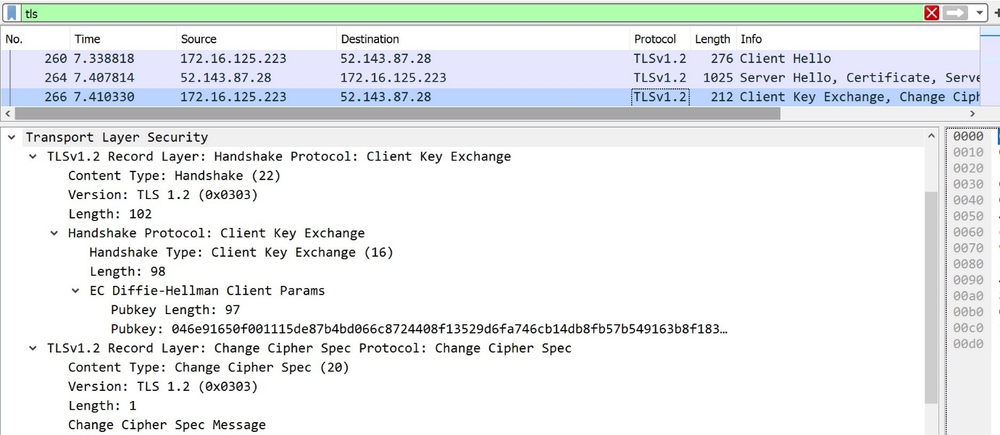 tls
No. Time Source Destination Protocol Length Info
260 7.338818 172.16.125.223 52.143.87.28 TLSv1.2 276 Client Hello
264 7.407814 52.143.87.28 172.16.125.223 TLSv1.2 1025 Server Hello, Certificate, Serve
266 7.410330 172.16.125.223 52.143.87.28 TLSv1.2 212 Client Key Exchange, Change Ciph
Transport Layer Security
TLSv1.2 Record Layer: Handshake Protocol: Client Key Exchange
Content Type: Handshake (22)
Version: TLS 1.2 (0x0303)
Length: 102
Handshake Protocol: Client Key Exchange
Handshake Type: Client Key Exchange (16)
Length: 98
EC Diffie-Hellman Client Params
Pubkey Length: 97
Pubkey: 046e91650f001115de87b4bd066c8724408f13529d6fa746cb14db8fb57b549163b8f183…
TLSv1.2 Record Layer: Change Cipher Spec Protocol: Change Cipher Spec
Content Type: Change Cipher Spec (20)
Version: TLS 1.2 (0x0303)
Length: 1
Change Cipher Spec Message
0000
0010
0020
0030
0040
0050
0060
0070
0080
0090
00a0
00b0
00c0
00d0